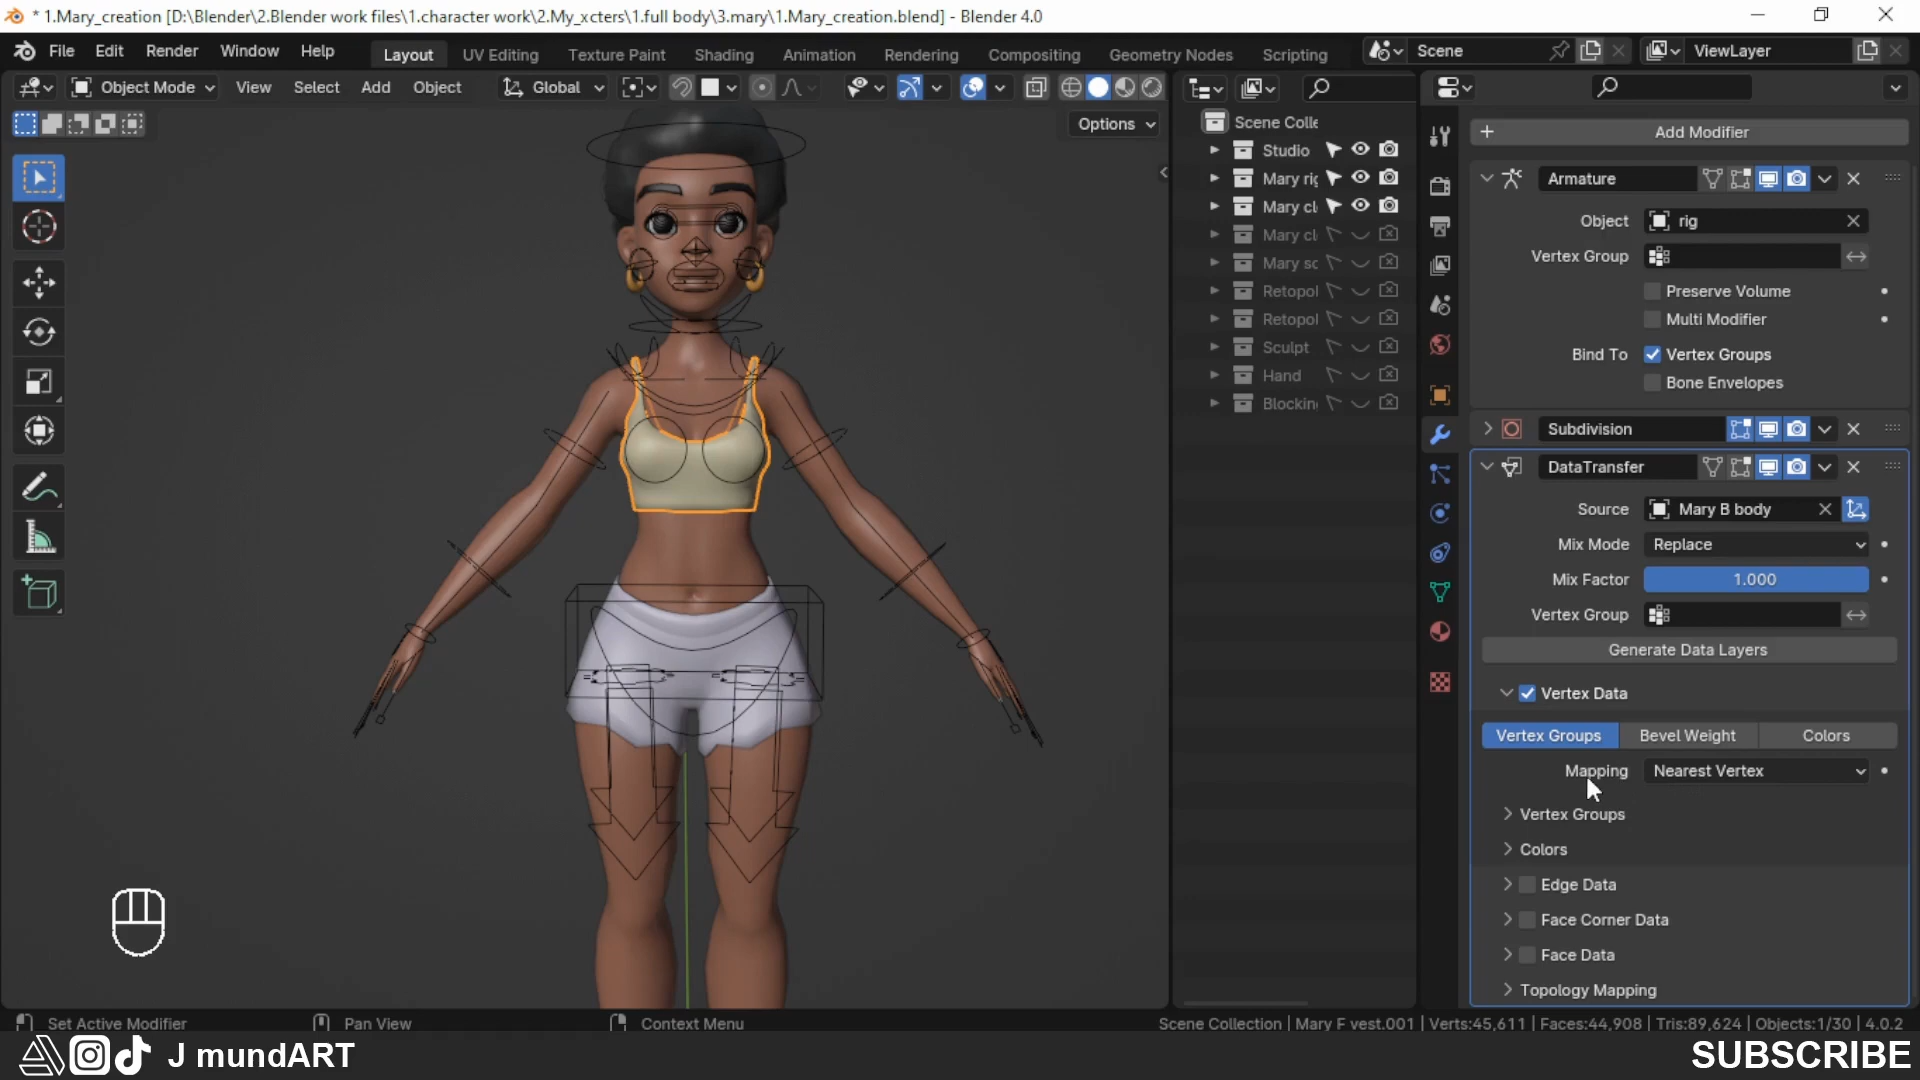 * 1.Mary_creation [D:\Blender\2.Blender work files\1.character work\2.My_xcters\1.full body\3.mary\1.Mary_creation.blend] - Blender 4.0
File Edit Render Window Help Layout UV Editing Texture Paint Shading Animation Rendering Compositing Geometry Nodes Scripting Scene ViewLayer
Object Mode View Select Add Object Global
Options
Scene Colle
Studio
Mary rig
Mary cl
Mary cl
Mary sc
Retopol
Retopol
Sculpt
Hand
Blockin
Add Modifier
Armature
Object rig
Vertex Group
Preserve Volume
Multi Modifier
Bind To Vertex Groups
Bone Envelopes
Subdivision
DataTransfer
Source Mary B body
Mix Mode Replace
Mix Factor 1.000
Vertex Group
Generate Data Layers
Vertex Data
Vertex Groups Bevel Weight Colors
Mapping Nearest Vertex
Vertex Groups
Colors
Edge Data
Face Corner Data
Face Data
Topology Mapping
Set Active Modifier Pan View Context Menu Scene Collection | Mary F vest.001 | Verts:45,611 | Faces:44,908 | Tris:89,624 | Objects:1/30 | 4.0.2
J mundART SUBSCRIBE